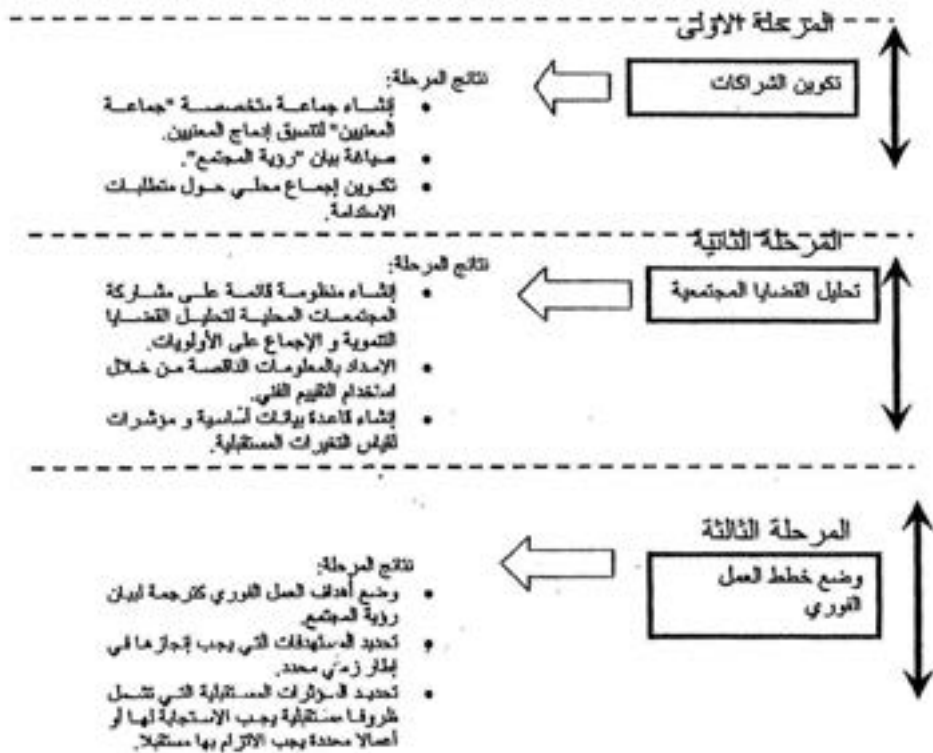 المرحلة الاولى
تكوين الشراكات
نتائج المرحلة:
• إنشاء جماعة متخصصة "جماعة
المعنيين" لتنسيق إدماج المعنيين.
• صياغة بيان "رؤية المجتمع".
• تكوين إجماع محلي حول متطلبات
الاستدامة.
المرحلة الثانية
تحليل القضايا المجتمعية
نتائج المرحلة:
• إنشاء منظومة قائمة على مشاركة
المجتمعات المحلية لتحليل القضايا
التنموية و الإجماع على الأولويات.
• الإمداد بالمعلومات الناقصة من خلال
استخدام التقييم الفني.
• إنشاء قاعدة بيانات أساسية و مؤشرات
لقياس التغيرات المستقبلية.
المرحلة الثالثة
وضع خطط العمل
الفوري
نتائج المرحلة:
• وضع أهداف العمل الفوري كترجمة لبيان
رؤية المجتمع.
• تحديد المستهدفات التي يجب إنجازها في
إطار زمني محدد.
• تحديد المؤثرات المستقبلية التي تشمل
ظروفا مستقبلية يجب الاستجابة لها أو
أعمالا محددة يجب الالتزام بها مستقبلا.